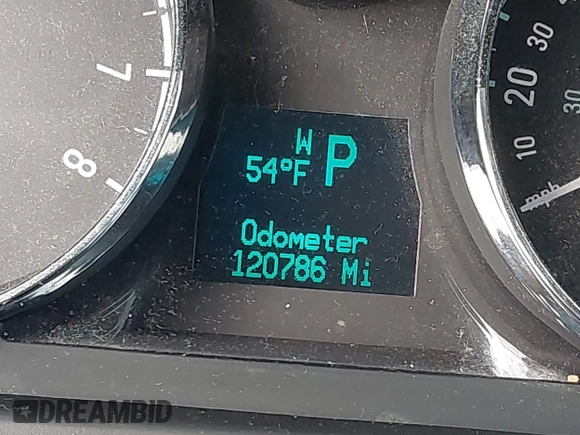 7
8
W
54°F P
Odometer
120786 Mi
30
20
10
30
mph
DREAMBID